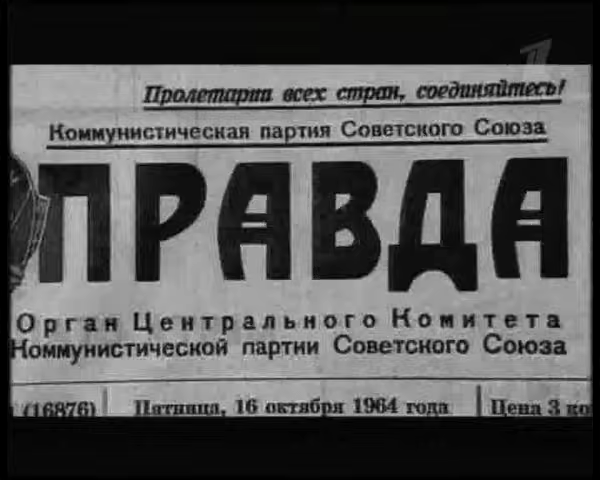 Пролетарии всех стран, соединяйтесь!
Коммунистическая партия Советского Союза
ПРАВДА
Орган Центрального Комитета
Коммунистической партии Советского Союза
(16876) Пятница, 16 октября 1964 года Цена 3